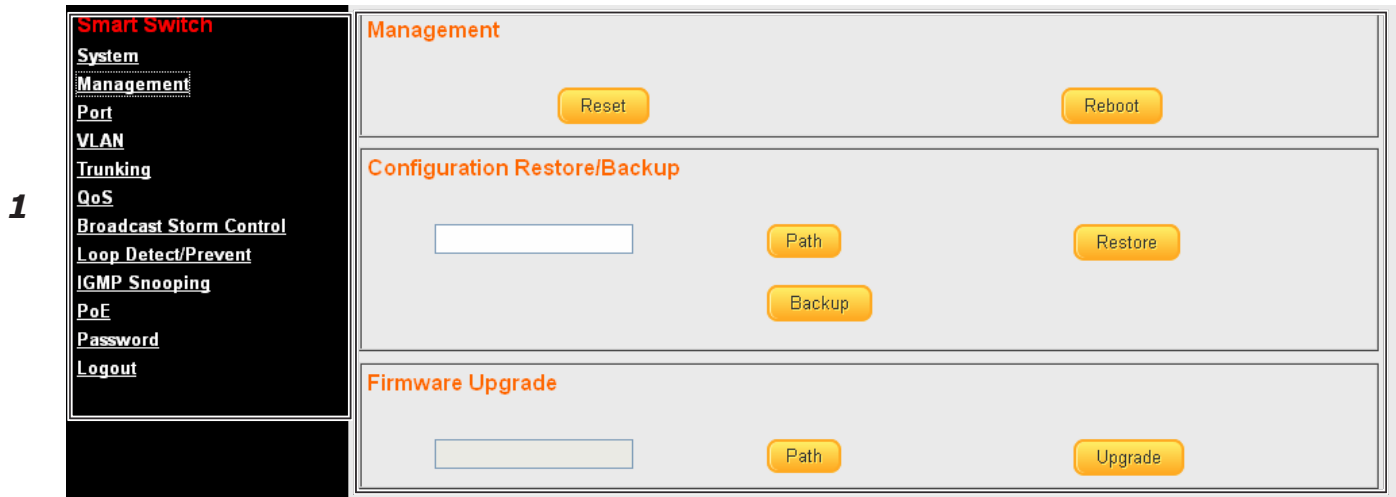 1
Smart Switch
System
Management
Port
VLAN
Trunking
QoS
Broadcast Storm Control
Loop Detect/Prevent
IGMP Snooping
PoE
Password
Logout
Management
Reset Reboot
Configuration Restore/Backup
Path Restore
Backup
Firmware Upgrade
Path Upgrade